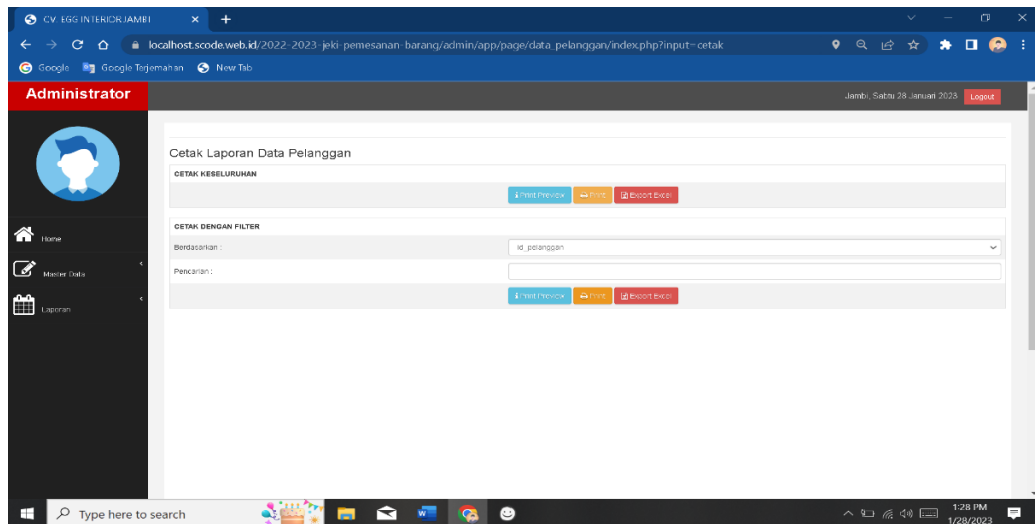 CV. EGG INTERIOR JAMBI
localhost.scode.web.id/2022-2023-jeki-pemesanan-barang/admin/app/page/data_pelanggan/index.php?input=cetak
Google Google Terjemahan New Tab
Administrator
Jambi, Sabtu 28 Januari 2023 Logout
Cetak Laporan Data Pelanggan
CETAK KESELURUHAN
Print Preview Print Export Excel
CETAK DENGAN FILTER
Berdasarkan : id_pelanggan
Pencarian :
Print Preview Print Export Excel
Home
Master Data
Laporan
Type here to search
1:28 PM
1/28/2023